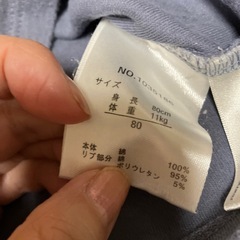 サイズ
身長 80cm
体重 11kg
80
本体 綿 100%
リブ部分 綿 95%
ポリウレタン 5%